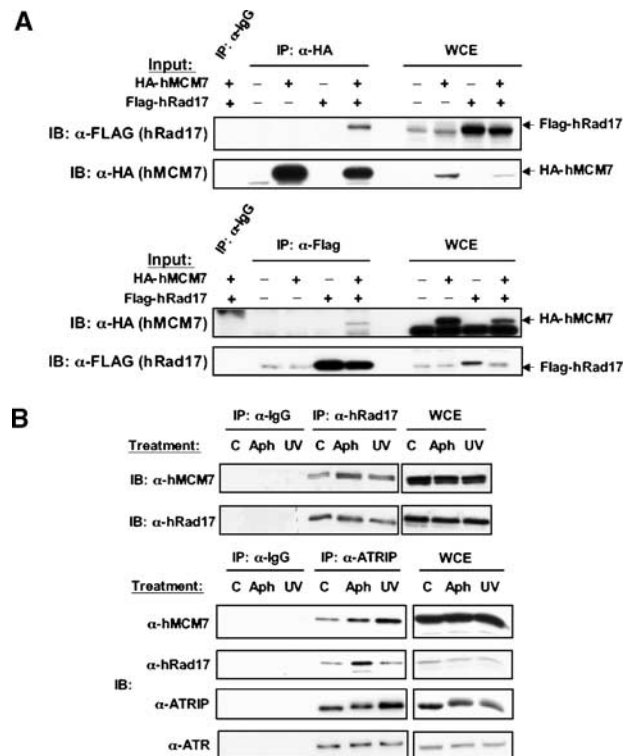 A
IP: α-IgG
IP: α-HA
WCE
Input:
HA-hMCM7 + – + – + – + – +
Flag-hRad17 + – – + + – – + +
IB: α-FLAG (hRad17)
Flag-hRad17
IB: α-HA (hMCM7)
HA-hMCM7
IP: α-IgG
IP: α-Flag
WCE
Input:
HA-hMCM7 + – + – + – + – +
Flag-hRad17 + – – + + – – + +
IB: α-HA (hMCM7)
HA-hMCM7
IB: α-FLAG (hRad17)
Flag-hRad17
B
IP: α-IgG IP: α-hRad17 WCE
Treatment: C Aph UV C Aph UV C Aph UV
IB: α-hMCM7
IB: α-hRad17
IP: α-IgG IP: α-ATRIP WCE
Treatment: C Aph UV C Aph UV C Aph UV
α-hMCM7
α-hRad17
IB:
α-ATRIP
α-ATR